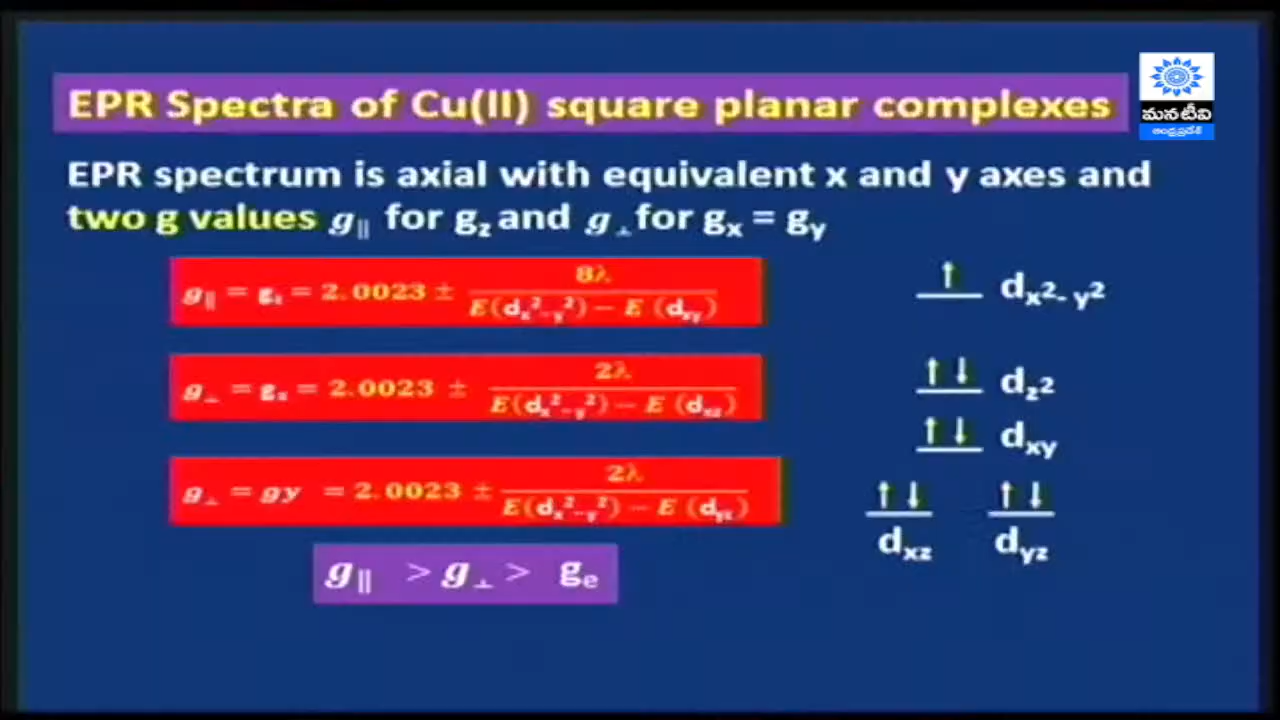 EPR Spectra of Cu(II) square planar complexes
మనటీవి
ఆంధ్రప్రదేశ్
EPR spectrum is axial with equivalent x and y axes and
two g values g∥ for gz and g⊥ for gx = gy
g∥ = gz = 2.0023 ± 8λ / E(dx²-y²) − E (dxy)
↑ dx²-y²
g⊥ = gx = 2.0023 ± 2λ / E(dx²-y²) − E (dxz)
↑↓ dz²
↑↓ dxy
g⊥ = gy = 2.0023 ± 2λ / E(dx²-y²) − E (dyz)
↑↓ ↑↓
dxz dyz
g∥ > g⊥ > ge